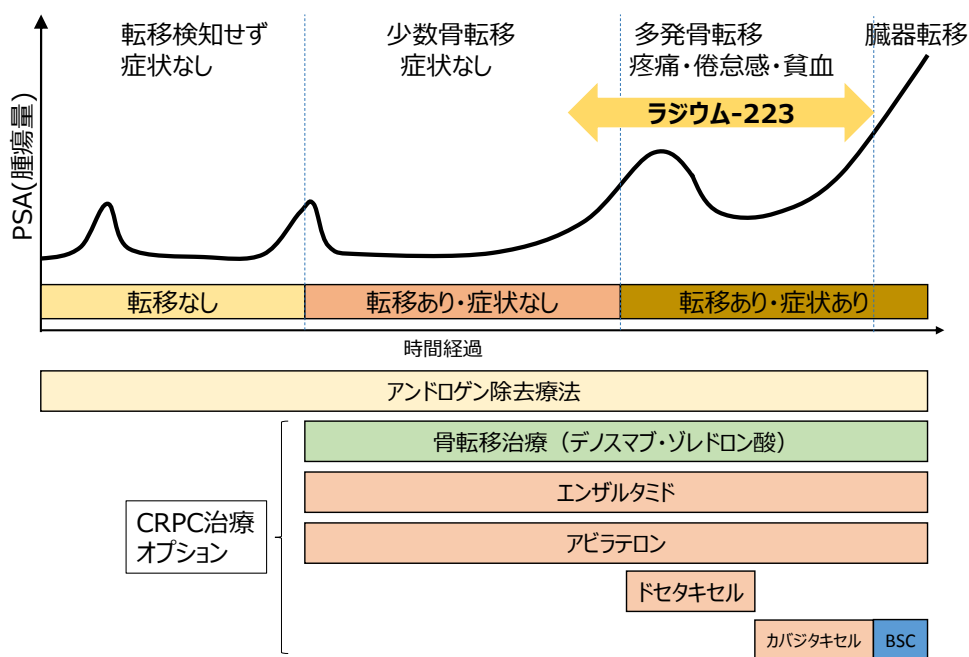 転移検知せず
症状なし
少数骨転移
症状なし
多発骨転移
疼痛・倦怠感・貧血
臓器転移
ラジウム-223
PSA(腫瘍量)
転移なし
転移あり・症状なし
転移あり・症状あり
時間経過
アンドロゲン除去療法
骨転移治療（デノスマブ・ゾレドロン酸）
エンザルタミド
CRPC治療
オプション
アビラテロン
ドセタキセル
カバジタキセル
BSC